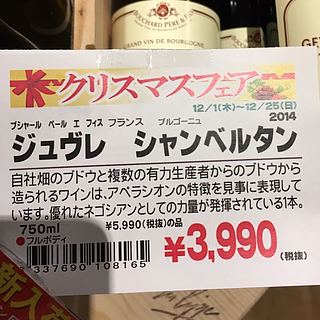 BOUCHARD PÈRE & FILS
GRAND VIN DE BOURGOGNE
クリスマスフェア
12/1(木)～12/25(日)
ブシャール ペール エ フィス フランス ブルゴーニュ 2014
ジュヴレ シャンベルタン
自社畑のブドウと複数の有力生産者からのブドウから
造られるワインは、アペラシオンの特徴を見事に表現して
います。優れたネゴシアンとしての力量が発揮されている1本。
750ml ¥5,990(税抜)の品
●フルボディ
¥3,990
(税抜)
337690 108165
新入荷